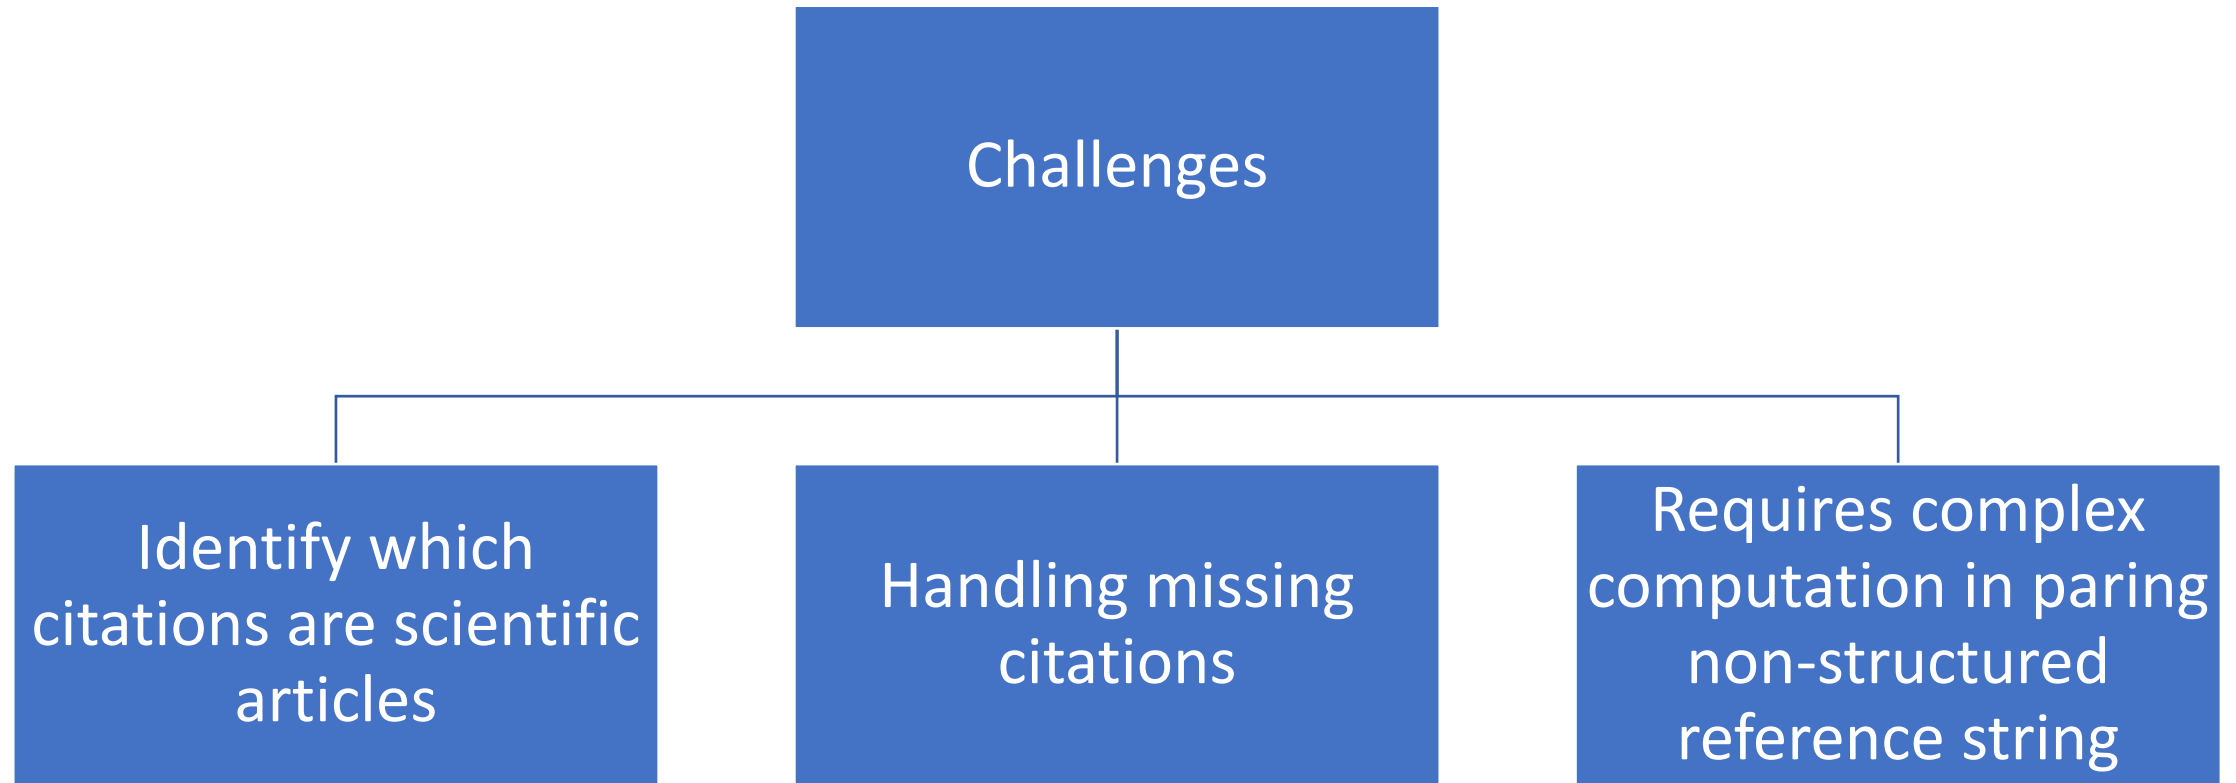 Challenges
Identify which
citations are scientific
articles
Handling missing
citations
Requires complex
computation in paring
non-structured
reference string